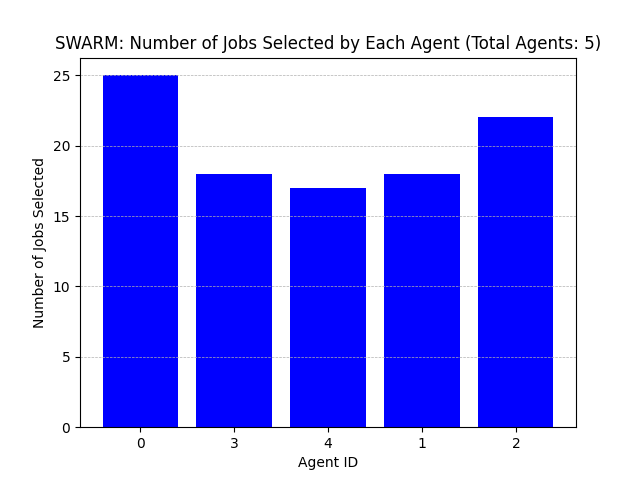 SWARM: Number of Jobs Selected by Each Agent (Total Agents: 5)
25
20
15
10
5
0
Number of Jobs Selected
0 3 4 1 2
Agent ID